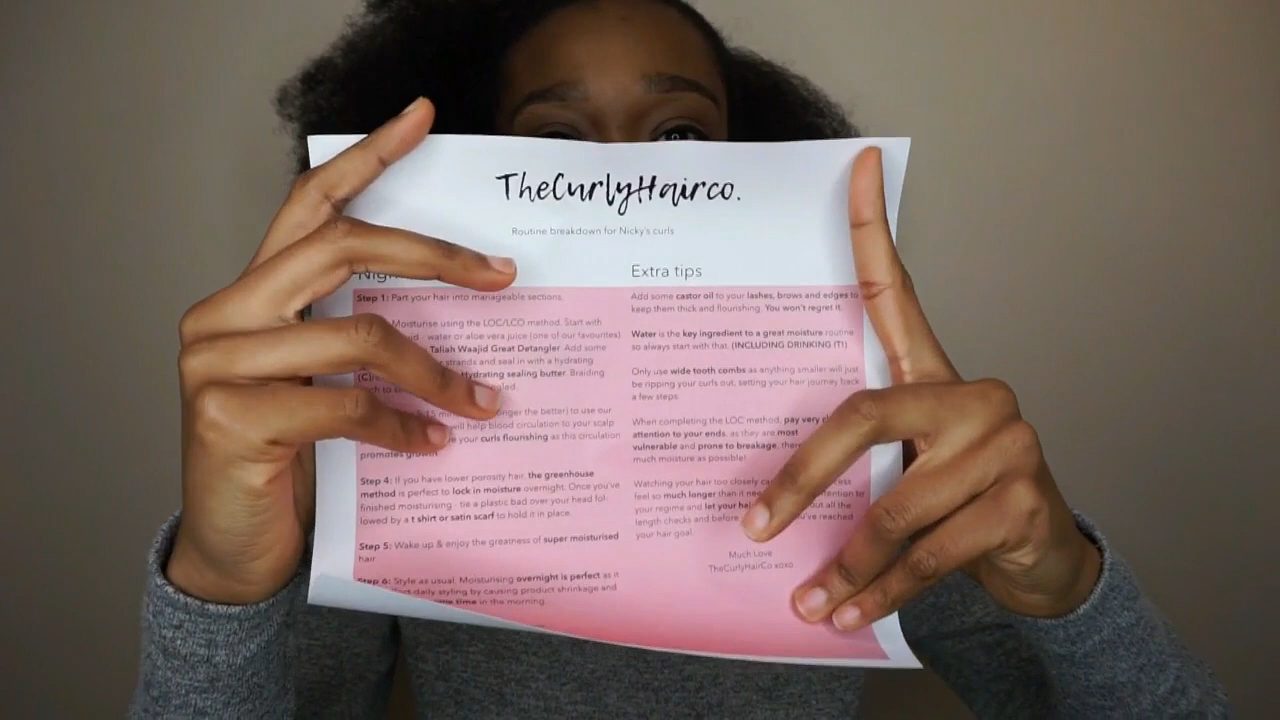 TheCurlyHairco.
Routine breakdown for Nicky's curls
Step 1: Part your hair into manageable sections.
Moisturise using the LOC/LCO method. Start with
water or aloe vera juice (one of our favourites)
Taliah Waajid Great Detangler. Add some
strands and seal in with a hydrating
Hydrating sealing butter. Braiding
15 longer the better) to use our
will help blood circulation to your scalp
your curls flourishing as this circulation
promotes growth
Step 4: If you have lower porosity hair, the greenhouse
method is perfect to lock in moisture overnight. Once you've
finished moisturising - tie a plastic bad over your head fol-
lowed by a t shirt or satin scarf to hold it in place.
Step 5: Wake up & enjoy the greatness of super moisturised
hair
Step 6: Style as usual. Moisturising overnight is perfect as it
daily styling by causing product shrinkage and
time in the morning.
Extra tips
Add some castor oil to your lashes, brows and edges to
keep them thick and flourishing. You won't regret it.
Water is the key ingredient to a great moisture routine
so always start with that. (INCLUDING DRINKING IT!)
Only use wide tooth combs as anything smaller will just
be ripping your curls out, setting your hair journey back
a few steps.
When completing the LOC method, pay very
attention to your ends, as they are most
vulnerable and prone to breakage,
much moisture as possible!
Watching your hair too closely
feel so much longer than it
your regime and let your out all the
length checks and before you've reached
your hair goal.
Much Love
TheCurlyHairCo xoxo